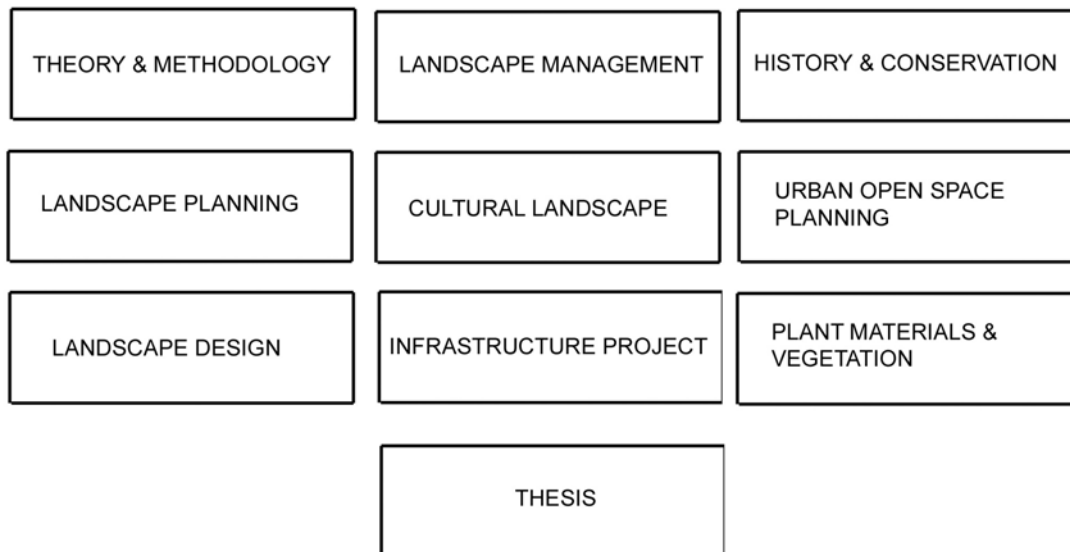 THEORY & METHODOLOGY
LANDSCAPE MANAGEMENT
HISTORY & CONSERVATION
LANDSCAPE PLANNING
CULTURAL LANDSCAPE
URBAN OPEN SPACE
PLANNING
LANDSCAPE DESIGN
INFRASTRUCTURE PROJECT
PLANT MATERIALS &
VEGETATION
THESIS